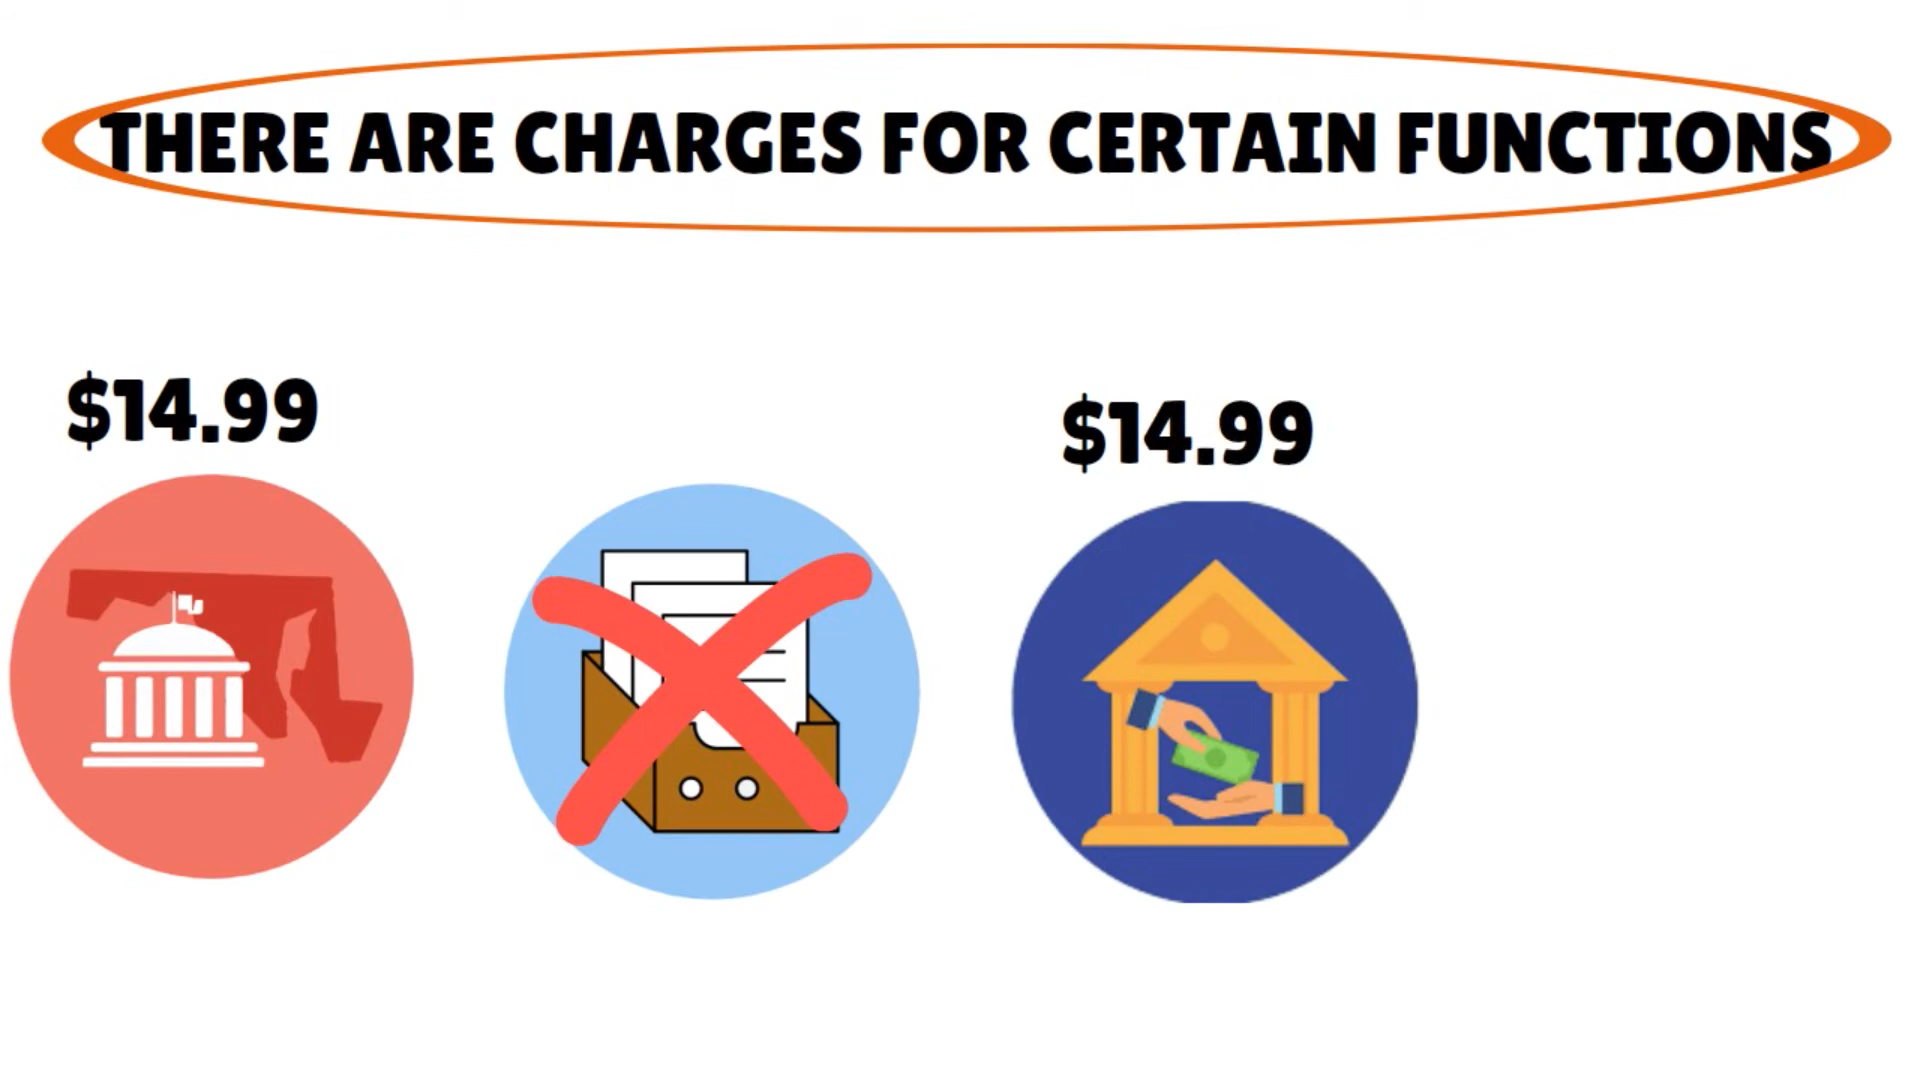 THERE ARE CHARGES FOR CERTAIN FUNCTIONS
$14.99
$14.99